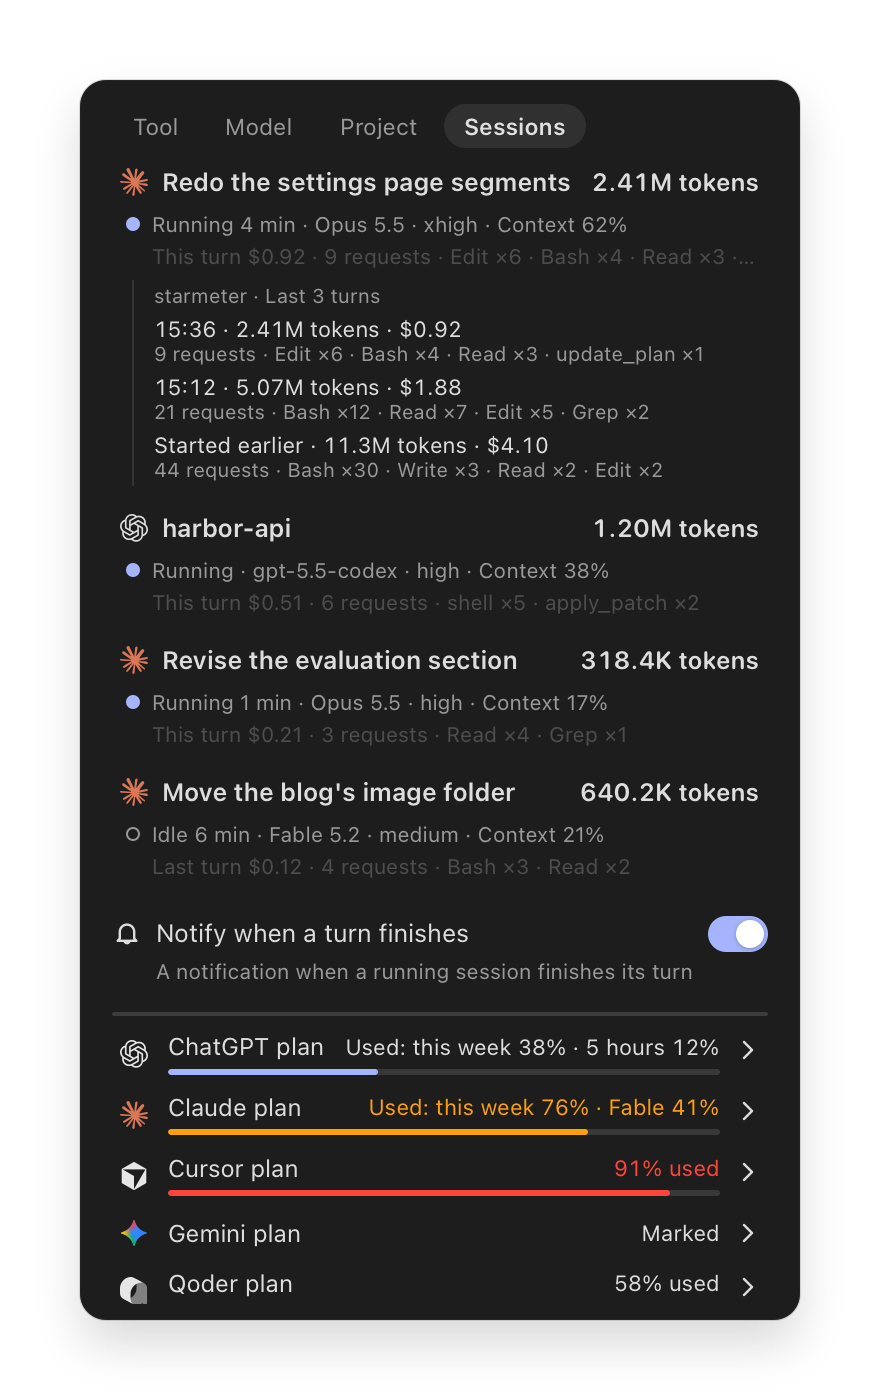 Tool Model Project Sessions
Redo the settings page segments 2.41M tokens
Running 4 min · Opus 5.5 · xhigh · Context 62%
This turn $0.92 · 9 requests · Edit ×6 · Bash ×4 · Read ×3 ·…
starmeter · Last 3 turns
15:36 · 2.41M tokens · $0.92
9 requests · Edit ×6 · Bash ×4 · Read ×3 · update_plan ×1
15:12 · 5.07M tokens · $1.88
21 requests · Bash ×12 · Read ×7 · Edit ×5 · Grep ×2
Started earlier · 11.3M tokens · $4.10
44 requests · Bash ×30 · Write ×3 · Read ×2 · Edit ×2
harbor-api 1.20M tokens
Running · gpt-5.5-codex · high · Context 38%
This turn $0.51 · 6 requests · shell ×5 · apply_patch ×2
Revise the evaluation section 318.4K tokens
Running 1 min · Opus 5.5 · high · Context 17%
This turn $0.21 · 3 requests · Read ×4 · Grep ×1
Move the blog's image folder 640.2K tokens
Idle 6 min · Fable 5.2 · medium · Context 21%
Last turn $0.12 · 4 requests · Bash ×3 · Read ×2
Notify when a turn finishes
A notification when a running session finishes its turn
ChatGPT plan Used: this week 38% · 5 hours 12%
Claude plan Used: this week 76% · Fable 41%
Cursor plan 91% used
Gemini plan Marked
Qoder plan 58% used